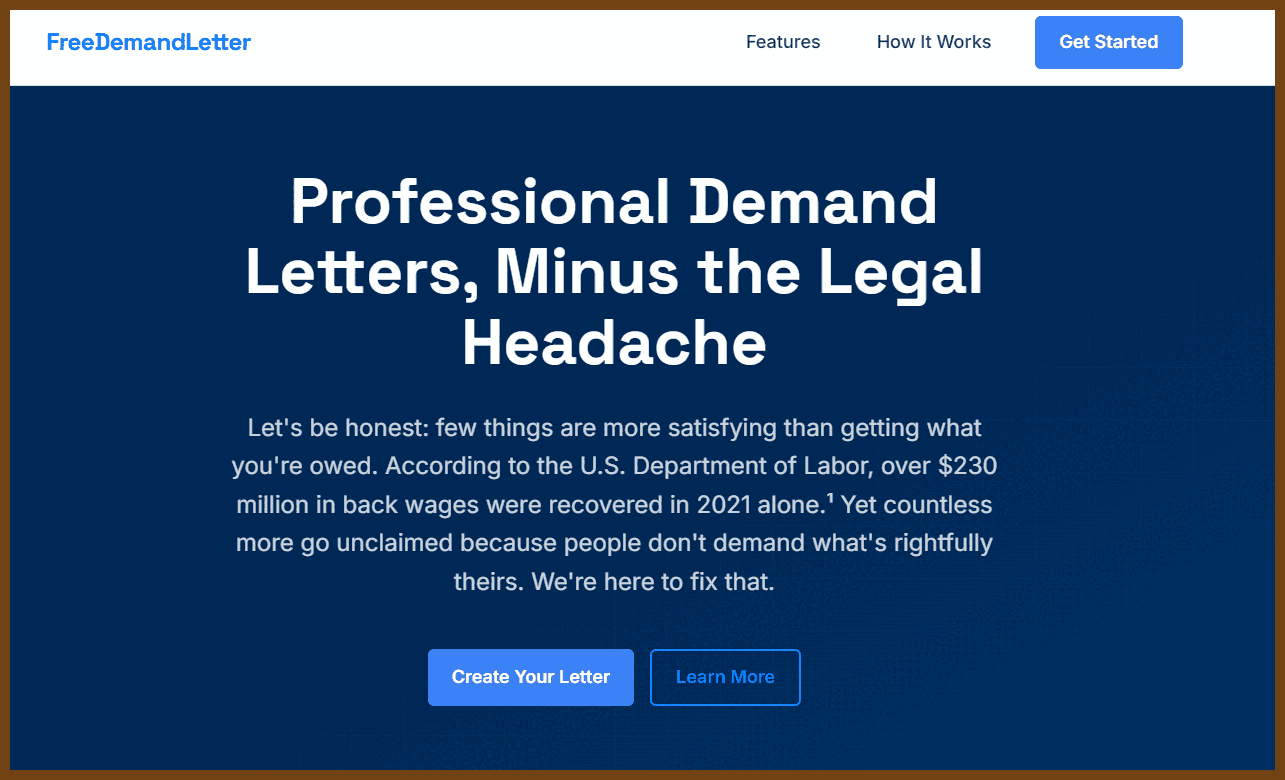 FreeDemandLetter
Features
How It Works
Get Started
Professional Demand
Letters, Minus the Legal
Headache
Let's be honest: few things are more satisfying than getting what
you're owed. According to the U.S. Department of Labor, over $230
million in back wages were recovered in 2021 alone.¹ Yet countless
more go unclaimed because people don't demand what's rightfully
theirs. We're here to fix that.
Create Your Letter
Learn More